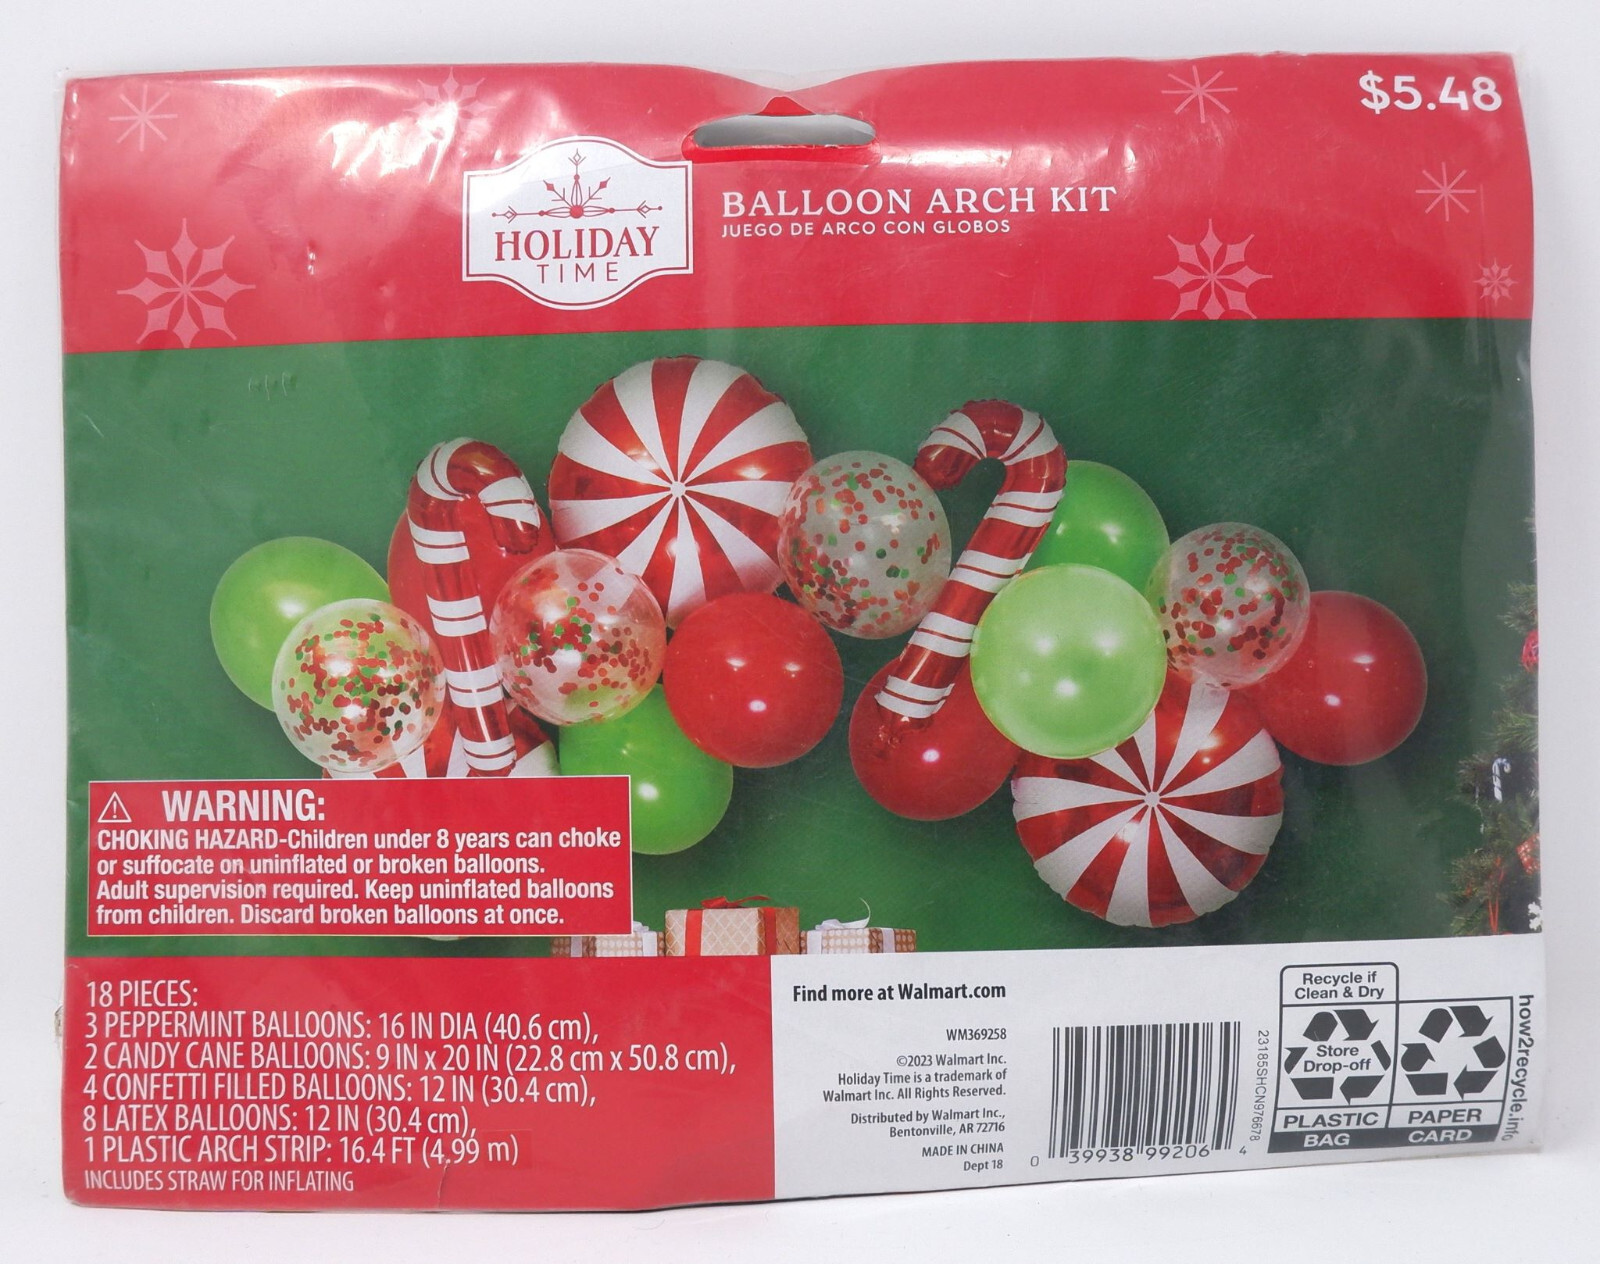 $5.48
HOLIDAY
TIME
BALLOON ARCH KIT
JUEGO DE ARCO CON GLOBOS
WARNING:
CHOKING HAZARD-Children under 8 years can choke
or suffocate on uninflated or broken balloons.
Adult supervision required. Keep uninflated balloons
from children. Discard broken balloons at once.
18 PIECES:
3 PEPPERMINT BALLOONS: 16 IN DIA (40.6 cm),
2 CANDY CANE BALLOONS: 9 IN x 20 IN (22.8 cm x 50.8 cm),
4 CONFETTI FILLED BALLOONS: 12 IN (30.4 cm),
8 LATEX BALLOONS: 12 IN (30.4 cm),
1 PLASTIC ARCH STRIP: 16.4 FT (4.99 m)
INCLUDES STRAW FOR INFLATING
Find more at Walmart.com
WM369258
©2023 Walmart Inc.
Holiday Time is a trademark of
Walmart Inc. All Rights Reserved.
Distributed by Walmart Inc.,
Bentonville, AR 72716
MADE IN CHINA
Dept 18
0 39938 99206 4
23185SHCN976678
Recycle if
Clean & Dry
Store
Drop-off
PLASTIC
BAG
PAPER
CARD
how2recycle.info